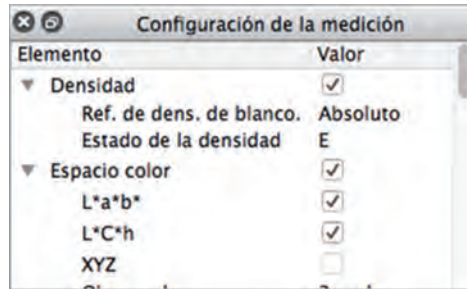 Configuración de la medición
Elemento Valor
Densidad
Ref. de dens. de blanco. Absoluto
Estado de la densidad E
Espacio color
L*a*b*
L*C*h
XYZ